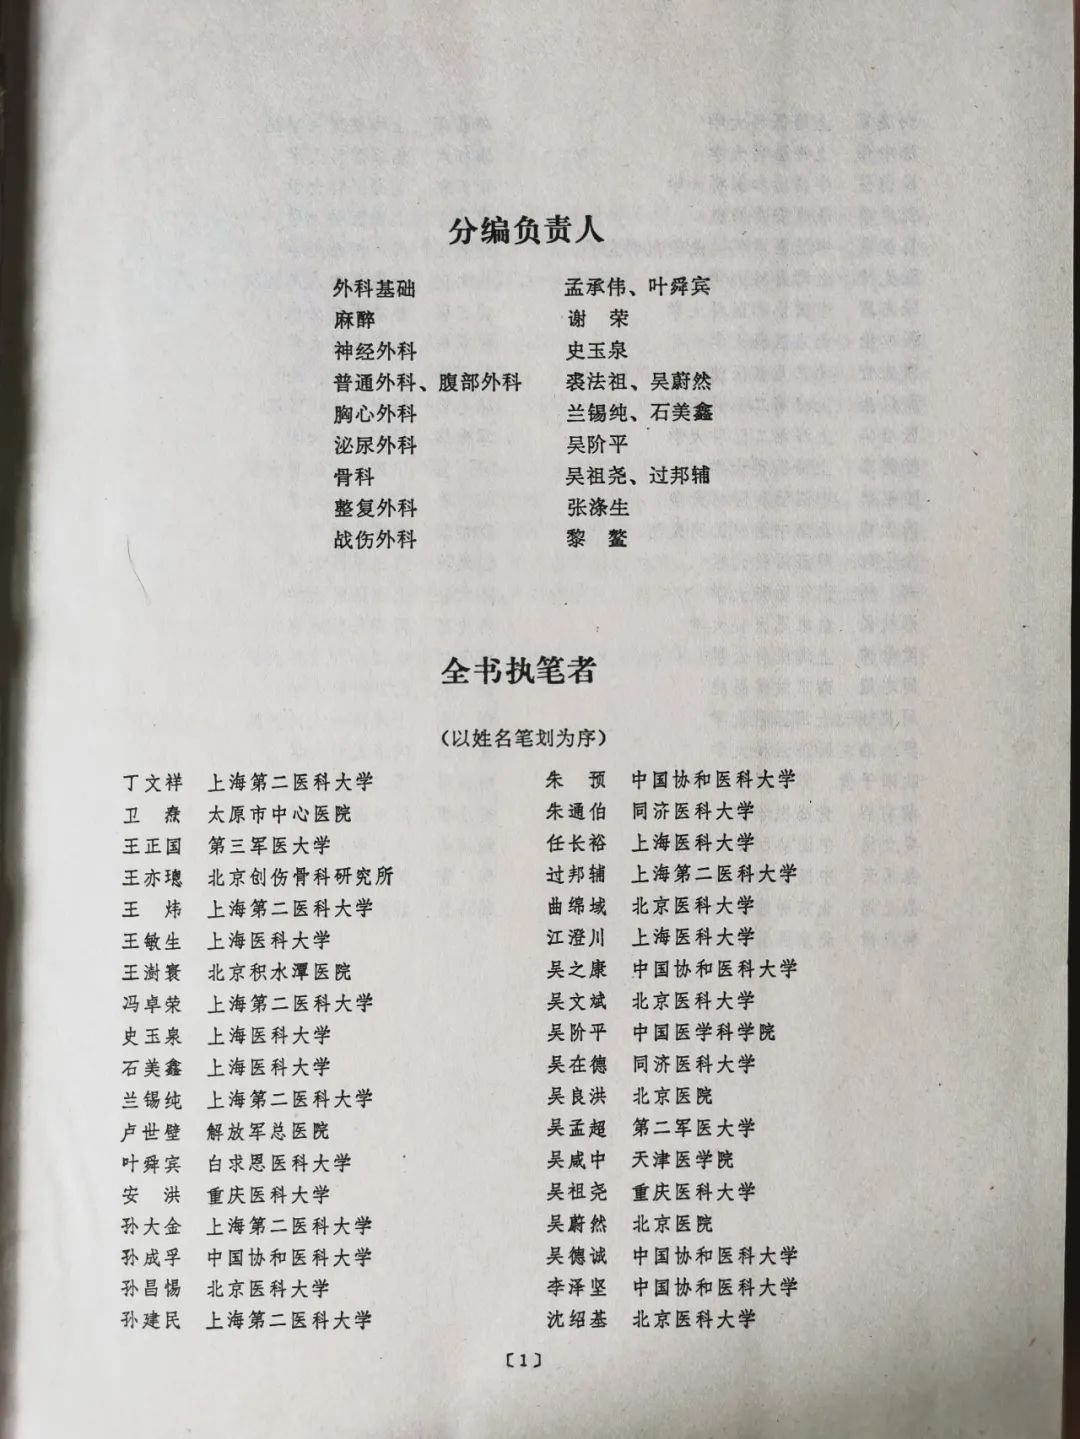 分编负责人
外科基础 孟承伟、叶舜宾
麻醉 谢 荣
神经外科 史玉泉
普通外科、腹部外科 裘法祖、吴蔚然
胸心外科 兰锡纯、石美鑫
泌尿外科 吴阶平
骨科 吴祖尧、过邦辅
整复外科 张涤生
战伤外科 黎 鳌
全书执笔者
(以姓名笔划为序)
丁文祥 上海第二医科大学
卫 焘 太原市中心医院
王正国 第三军医大学
王亦璁 北京创伤骨科研究所
王 炜 上海第二医科大学
王敏生 上海医科大学
王澍寰 北京积水潭医院
冯卓荣 上海第二医科大学
史玉泉 上海医科大学
石美鑫 上海医科大学
兰锡纯 上海第二医科大学
卢世璧 解放军总医院
叶舜宾 白求恩医科大学
安 洪 重庆医科大学
孙大金 上海第二医科大学
孙成孚 中国协和医科大学
孙昌惕 北京医科大学
孙建民 上海第二医科大学
朱 预 中国协和医科大学
朱通伯 同济医科大学
任长裕 上海医科大学
过邦辅 上海第二医科大学
曲绵域 北京医科大学
江澄川 上海医科大学
吴之康 中国协和医科大学
吴文斌 北京医科大学
吴阶平 中国医学科学院
吴在德 同济医科大学
吴良洪 北京医院
吴孟超 第二军医大学
吴咸中 天津医学院
吴祖尧 重庆医科大学
吴蔚然 北京医院
吴德诚 中国协和医科大学
李泽坚 中国协和医科大学
沈绍基 北京医科大学
〔1〕